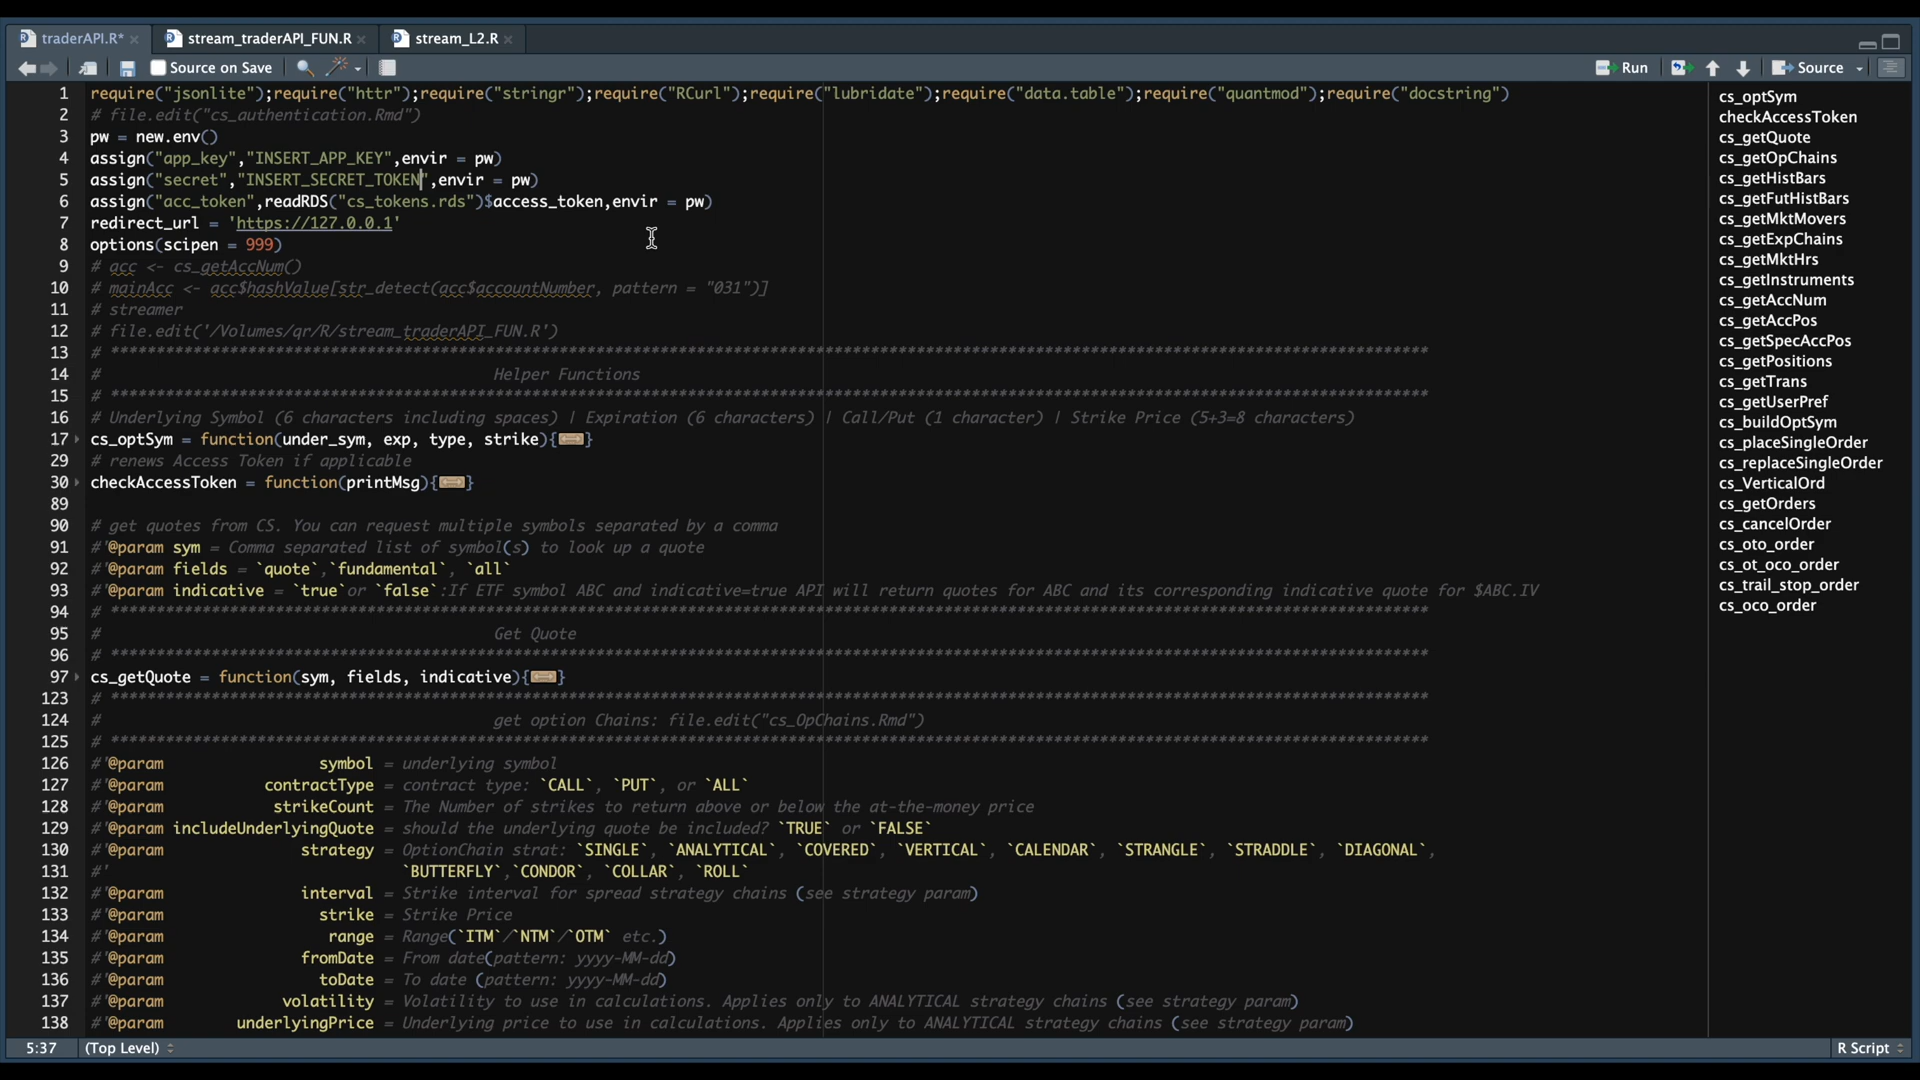 traderAPI.R*
stream_traderAPI_FUN.R
stream_L2.R
Source on Save
Run
Source
1 require("jsonlite");require("httr");require("stringr");require("RCurl");require("lubridate");require("data.table");require("quantmod");require("docstring")
2 # file.edit("cs_authentication.Rmd")
3 pw = new.env()
4 assign("app_key","INSERT_APP_KEY",envir = pw)
5 assign("secret","INSERT_SECRET_TOKEN",envir = pw)
6 assign("acc_token",readRDS("cs_tokens.rds")$access_token,envir = pw)
7 redirect_url = 'https://127.0.0.1'
8 options(scipen = 999)
9 # acc <- cs_getAccNum()
10 # mainAcc <- acc$hashValue[str_detect(acc$accountNumber, pattern = "031")]
11 # streamer
12 # file.edit('/Volumes/qr/R/stream_traderAPI_FUN.R')
13 # ************************************************************************************************************************************************
14 # Helper Functions
15 # ************************************************************************************************************************************************
16 # Underlying Symbol (6 characters including spaces) | Expiration (6 characters) | Call/Put (1 character) | Strike Price (5+3=8 characters)
17 cs_optSym = function(under_sym, exp, type, strike){}
29 # renews Access Token if applicable
30 checkAccessToken = function(printMsg){}
89
90 # get quotes from CS. You can request multiple symbols separated by a comma
91 #'@param sym = Comma separated list of symbol(s) to look up a quote
92 #'@param fields = `quote`,`fundamental`, `all`
93 #'@param indicative = `true`or `false`:If ETF symbol ABC and indicative=true API will return quotes for ABC and its corresponding indicative quote for $ABC.IV
94 # ************************************************************************************************************************************************
95 # Get Quote
96 # ************************************************************************************************************************************************
97 cs_getQuote = function(sym, fields, indicative){}
123 # ************************************************************************************************************************************************
124 # get option Chains: file.edit("cs_OpChains.Rmd")
125 # ************************************************************************************************************************************************
126 #'@param symbol = underlying symbol
127 #'@param contractType = contract type: `CALL`, `PUT`, or `ALL`
128 #'@param strikeCount = The Number of strikes to return above or below the at-the-money price
129 #'@param includeUnderlyingQuote = should the underlying quote be included? `TRUE` or `FALSE`
130 #'@param strategy = OptionChain strat: `SINGLE`, `ANALYTICAL`, `COVERED`, `VERTICAL`, `CALENDAR`, `STRANGLE`, `STRADDLE`, `DIAGONAL`,
131 #' `BUTTERFLY`,`CONDOR`, `COLLAR`, `ROLL`
132 #'@param interval = Strike interval for spread strategy chains (see strategy param)
133 #'@param strike = Strike Price
134 #'@param range = Range(`ITM`/`NTM`/`OTM` etc.)
135 #'@param fromDate = From date(pattern: yyyy-MM-dd)
136 #'@param toDate = To date (pattern: yyyy-MM-dd)
137 #'@param volatility = Volatility to use in calculations. Applies only to ANALYTICAL strategy chains (see strategy param)
138 #'@param underlyingPrice = Underlying price to use in calculations. Applies only to ANALYTICAL strategy chains (see strategy param)
cs_optSym
checkAccessToken
cs_getQuote
cs_getOpChains
cs_getHistBars
cs_getFutHistBars
cs_getMktMovers
cs_getExpChains
cs_getMktHrs
cs_getInstruments
cs_getAccNum
cs_getAccPos
cs_getSpecAccPos
cs_getPositions
cs_getTrans
cs_getUserPref
cs_buildOptSym
cs_placeSingleOrder
cs_replaceSingleOrder
cs_VerticalOrd
cs_getOrders
cs_cancelOrder
cs_oto_order
cs_ot_oco_order
cs_trail_stop_order
cs_oco_order
5:37 (Top Level)
R Script